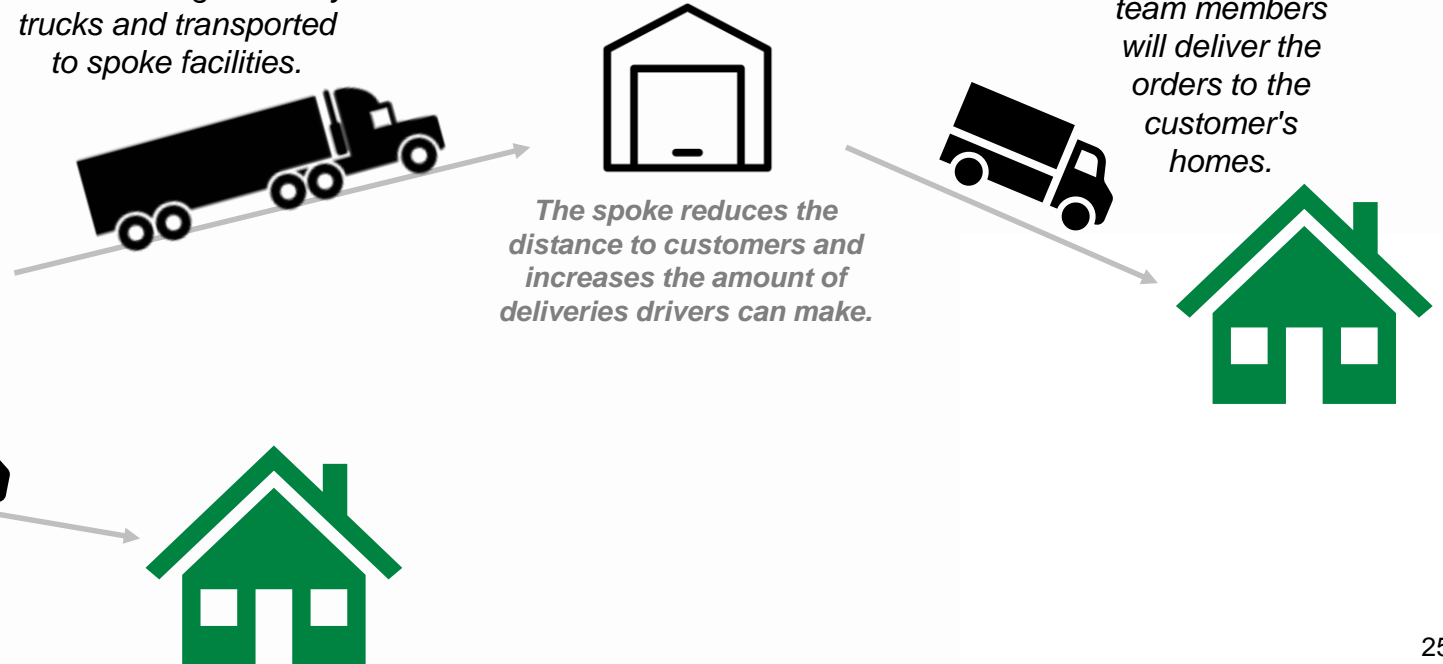 trucks and transported
to spoke facilities.
team members
will deliver the
orders to the
customer's
homes.
The spoke reduces the
distance to customers and
increases the amount of
deliveries drivers can make.
25